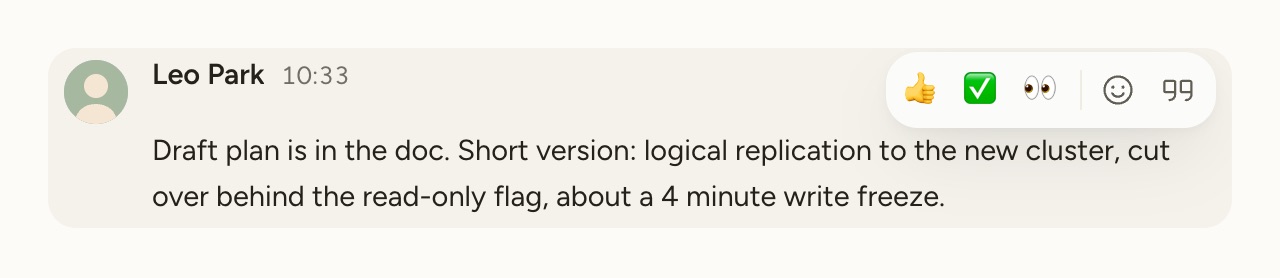 Leo Park 10:33
Draft plan is in the doc. Short version: logical replication to the new cluster, cut
over behind the read-only flag, about a 4 minute write freeze.